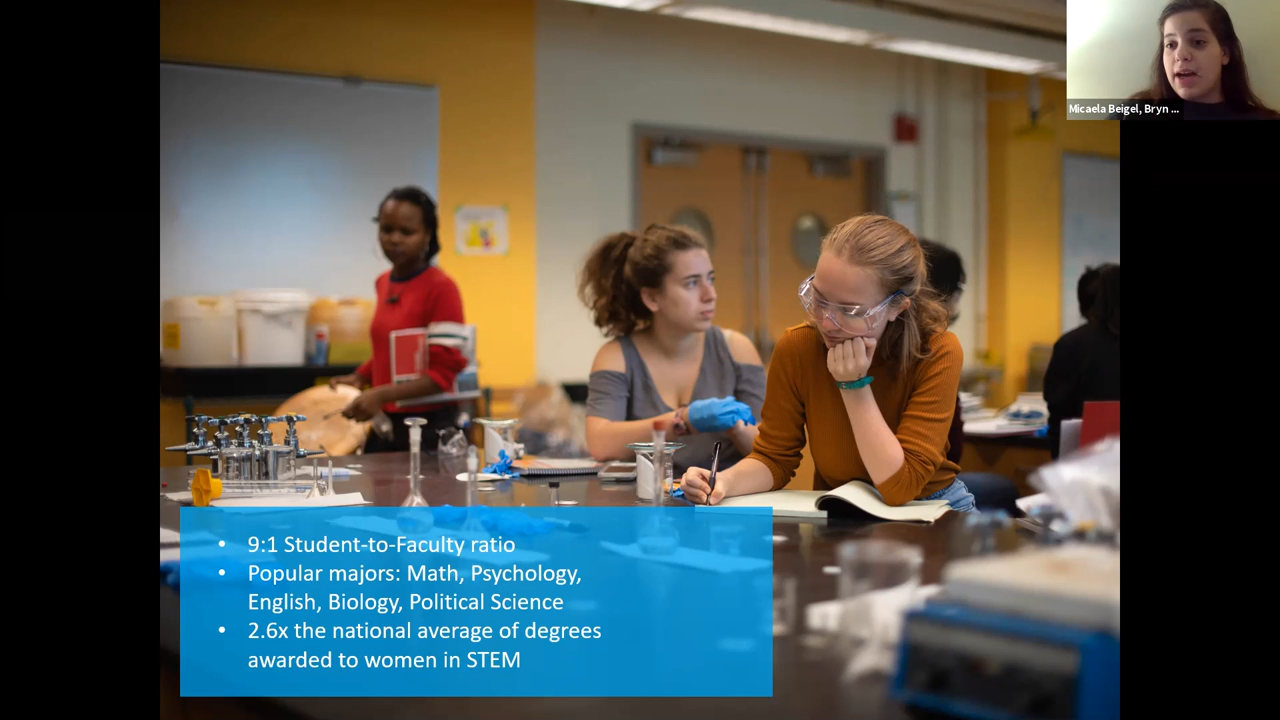 Micaela Beigel, Bryn ...
• 9:1 Student-to-Faculty ratio
• Popular majors: Math, Psychology,
English, Biology, Political Science
• 2.6x the national average of degrees
awarded to women in STEM